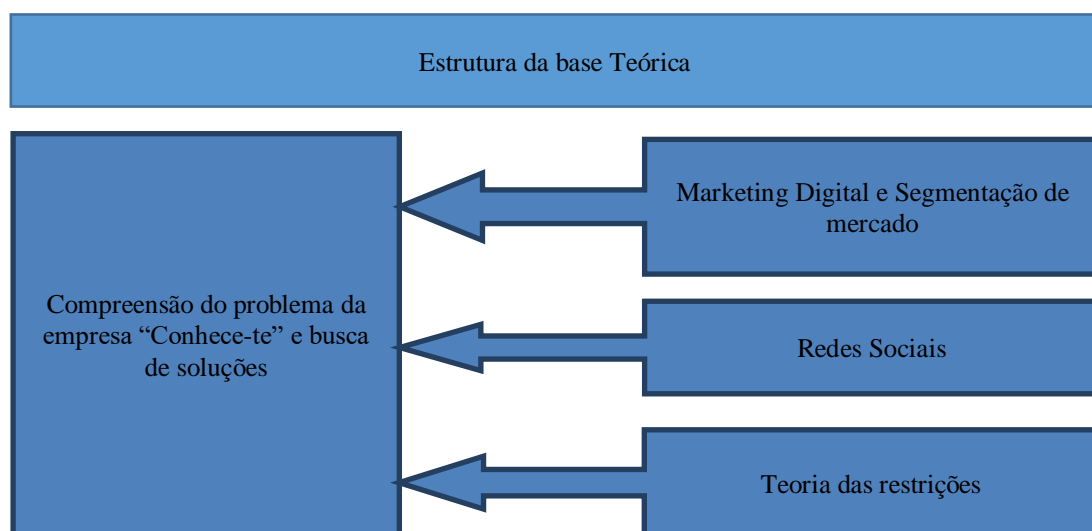 Estrutura da base Teórica
Compreensão do problema da
empresa “Conhece-te” e busca
de soluções
Marketing Digital e Segmentação de
mercado
Redes Sociais
Teoria das restrições